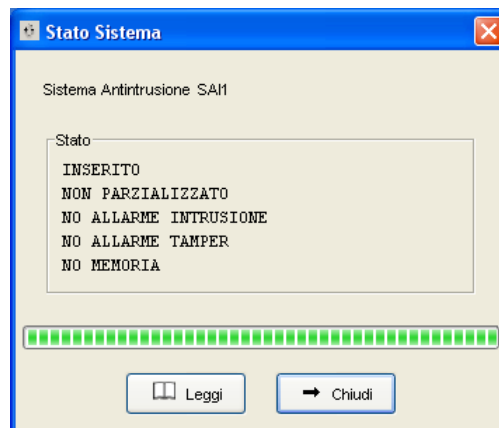 Stato Sistema
Sistema Antintrusione SAI1
Stato
INSERITO
NON PARZIALIZZATO
NO ALLARME INTRUSIONE
NO ALLARME TAMPER
NO MEMORIA
Leggi
Chiudi